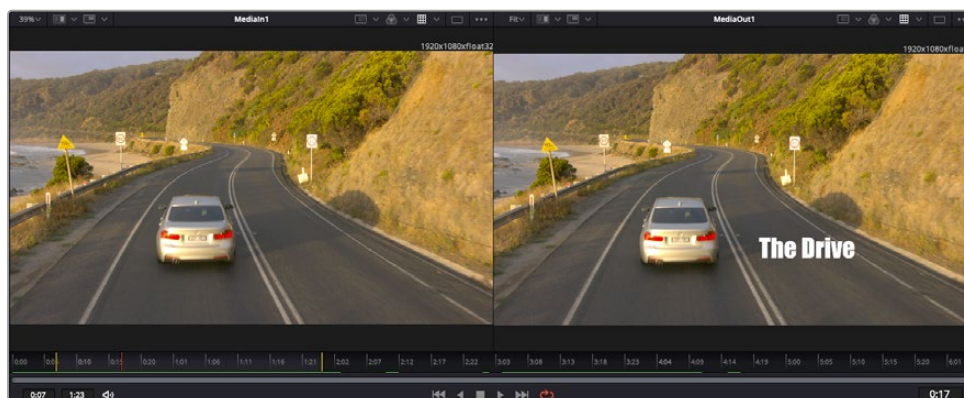 39% MediaIn1 Fit MediaOut1
1920x1080xfloat32 1920x1080xfloa
The Drive
0:00 0:10 0:20 1:01 1:06 1:11 1:16 1:21 2:02 2:07 2:12 2:17 2:22 3:03 3:08 3:13 3:18 3:23 4:04 4:09 4:14 4:19 5:00 5:05 5:10 5:15 5:20 6:01
0:07 1:23 0:17